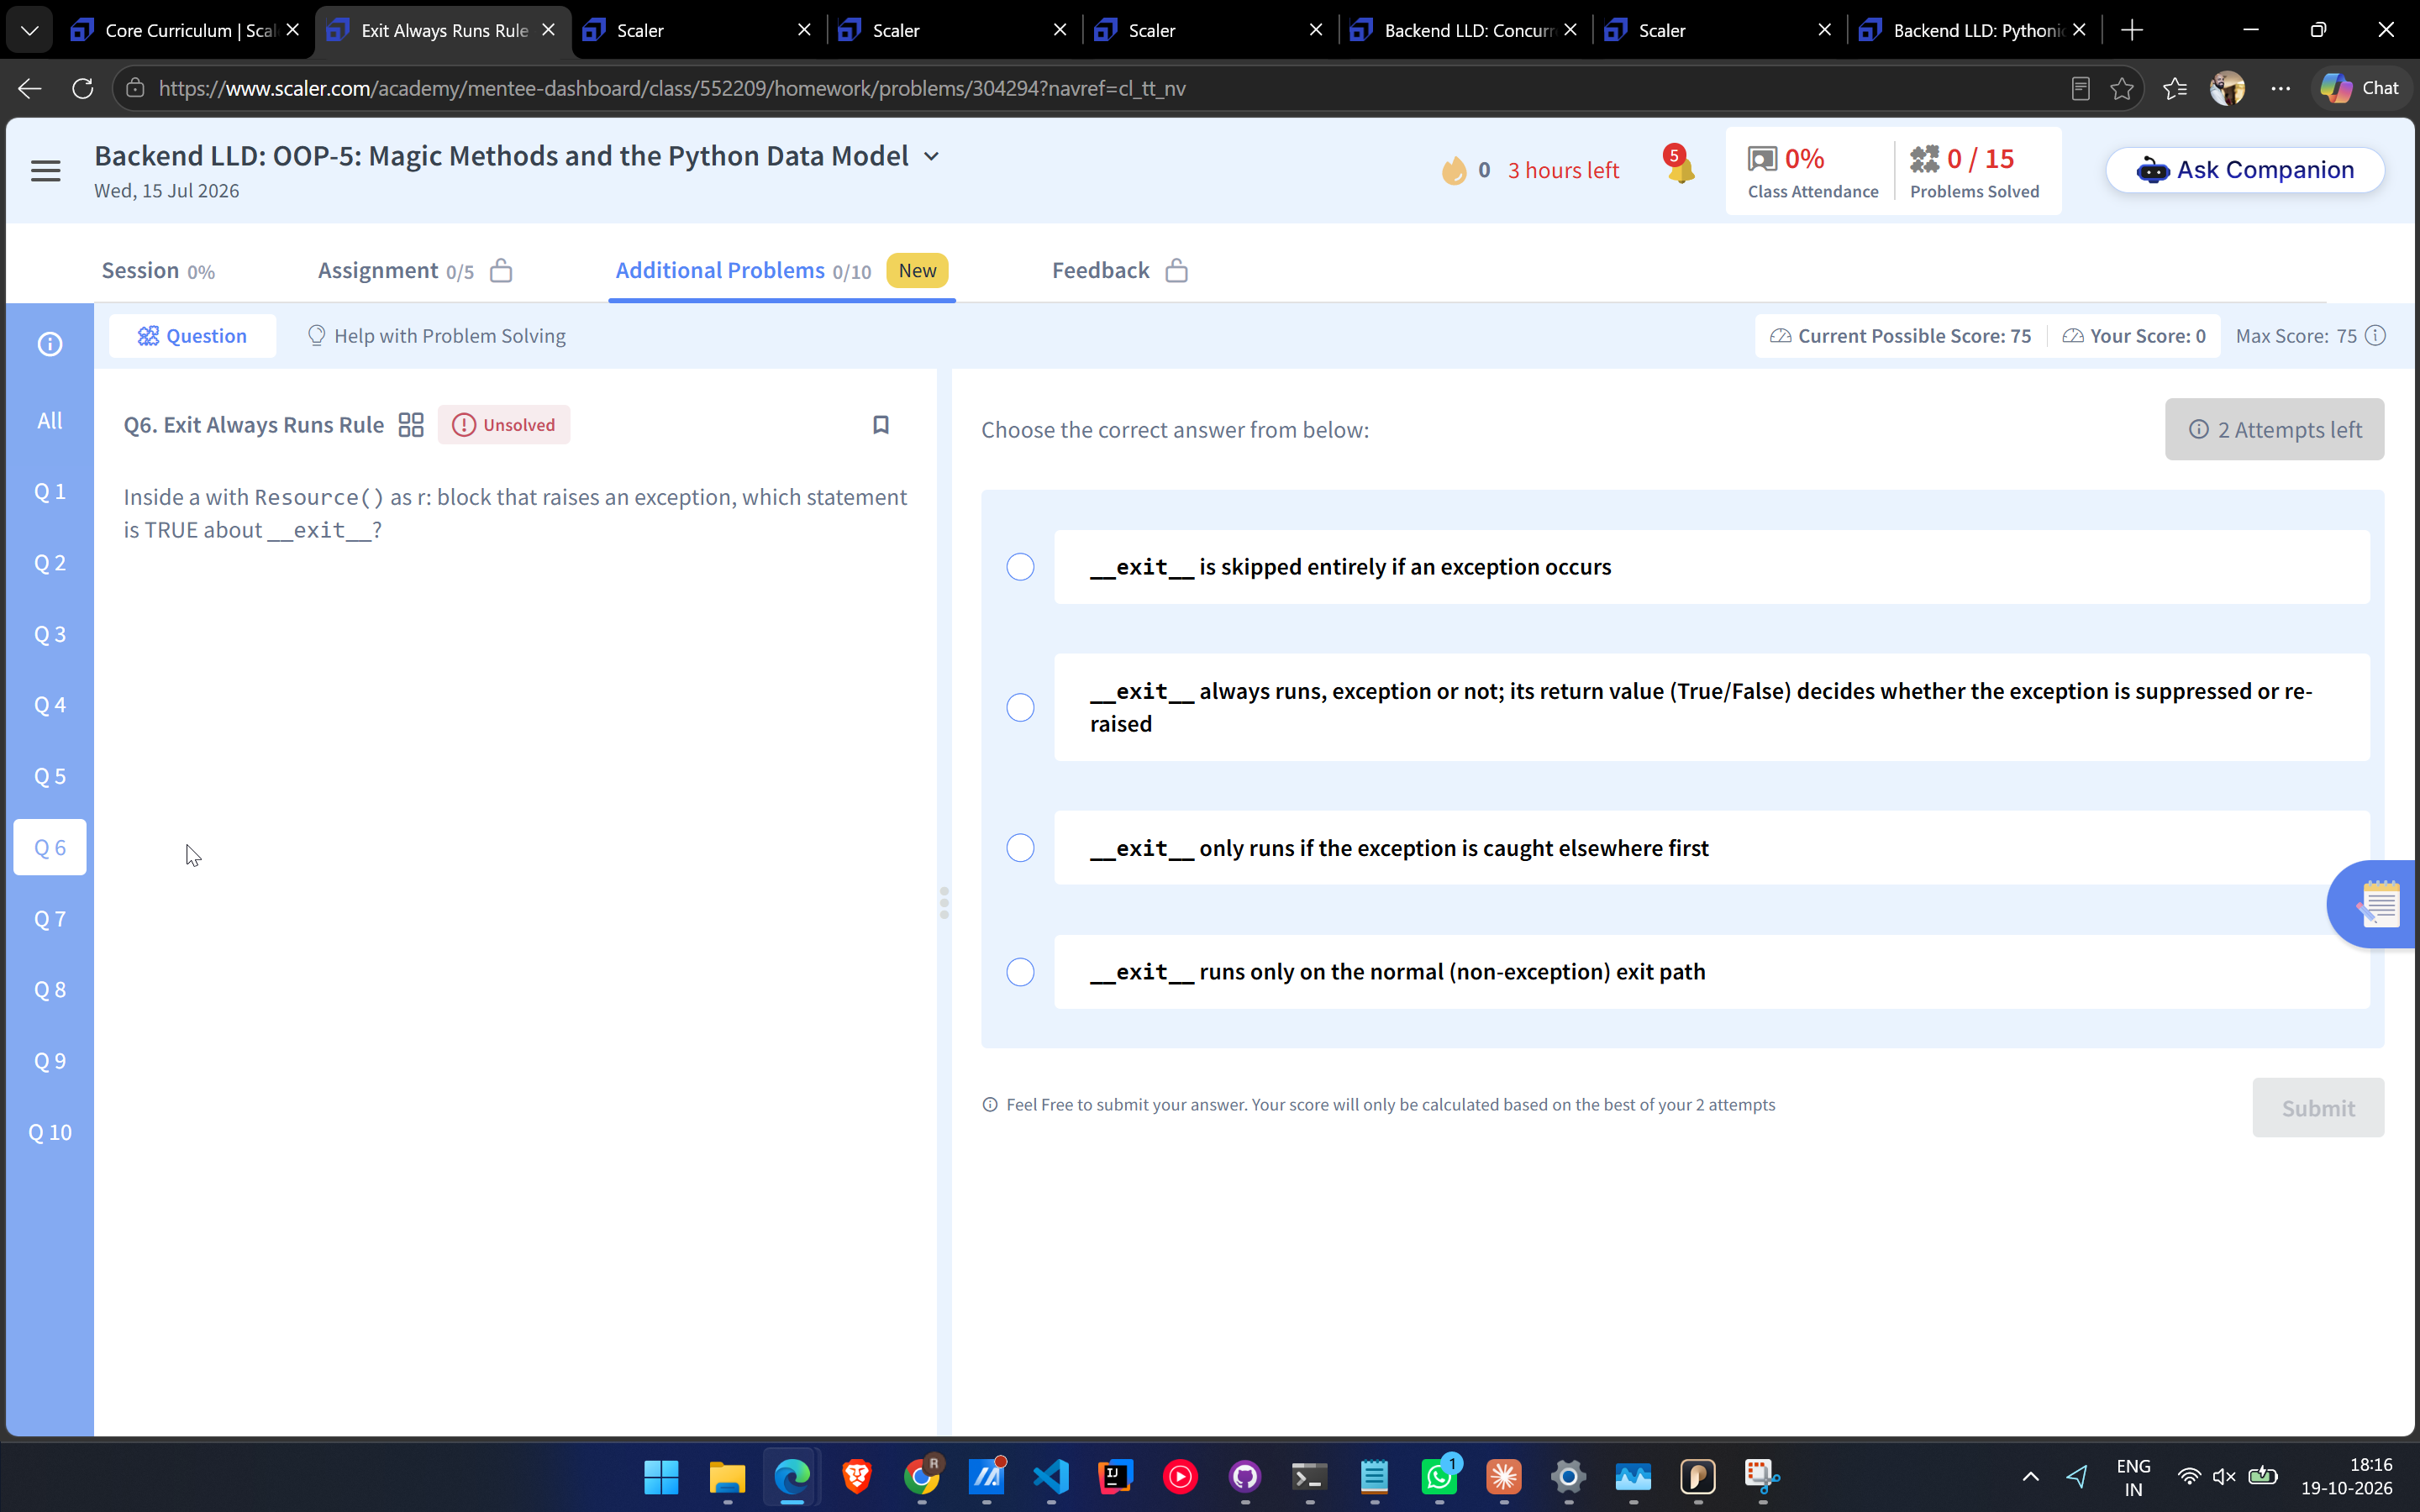 Core Curriculum | Scal
Exit Always Runs Rule
Scaler
Scaler
Scaler
Backend LLD: Concurr
Scaler
Backend LLD: Pythoni
https://www.scaler.com/academy/mentee-dashboard/class/552209/homework/problems/304294?navref=cl_tt_nv
Chat
Backend LLD: OOP-5: Magic Methods and the Python Data Model
Wed, 15 Jul 2026
0 3 hours left
5
0%
Class Attendance
0 / 15
Problems Solved
Ask Companion
Session 0%
Assignment 0/5
Additional Problems 0/10 New
Feedback
Question
Help with Problem Solving
Current Possible Score: 75
Your Score: 0
Max Score: 75
All
Q 1
Q 2
Q 3
Q 4
Q 5
Q 6
Q 7
Q 8
Q 9
Q 10
Q6. Exit Always Runs Rule
Unsolved
Inside a with Resource() as r: block that raises an exception, which statement
is TRUE about __exit__?
Choose the correct answer from below:
2 Attempts left
__exit__ is skipped entirely if an exception occurs
__exit__ always runs, exception or not; its return value (True/False) decides whether the exception is suppressed or re-
raised
__exit__ only runs if the exception is caught elsewhere first
__exit__ runs only on the normal (non-exception) exit path
Feel Free to submit your answer. Your score will only be calculated based on the best of your 2 attempts
Submit
R
IJ
1
ENG
IN
18:16
19-10-2026